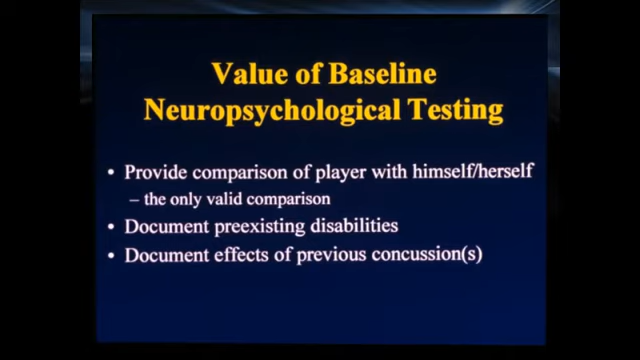 Value of Baseline
Neuropsychological Testing
• Provide comparison of player with himself/herself
– the only valid comparison
• Document preexisting disabilities
• Document effects of previous concussion(s)